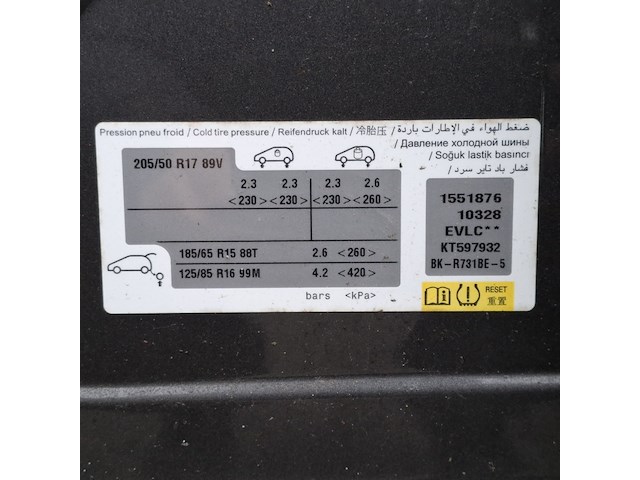 Pression pneu froid / Cold tire pressure / Reifendruck kalt / 冷胎压 / ضغط الهواء في الإطارات باردة
/ Давление холодной шины
/ Soğuk lastik basıncı
فشار باد تایر سرد /
205/50 R17 89V
2.3 2.3 2.3 2.6
<230> <230> <230> <260>
185/65 R15 88T 2.6 <260>
125/85 R16 99M 4.2 <420>
bars <kPa>
1551876
10328
EVLC**
KT597932
BK-R731BE-5
RESET
重置